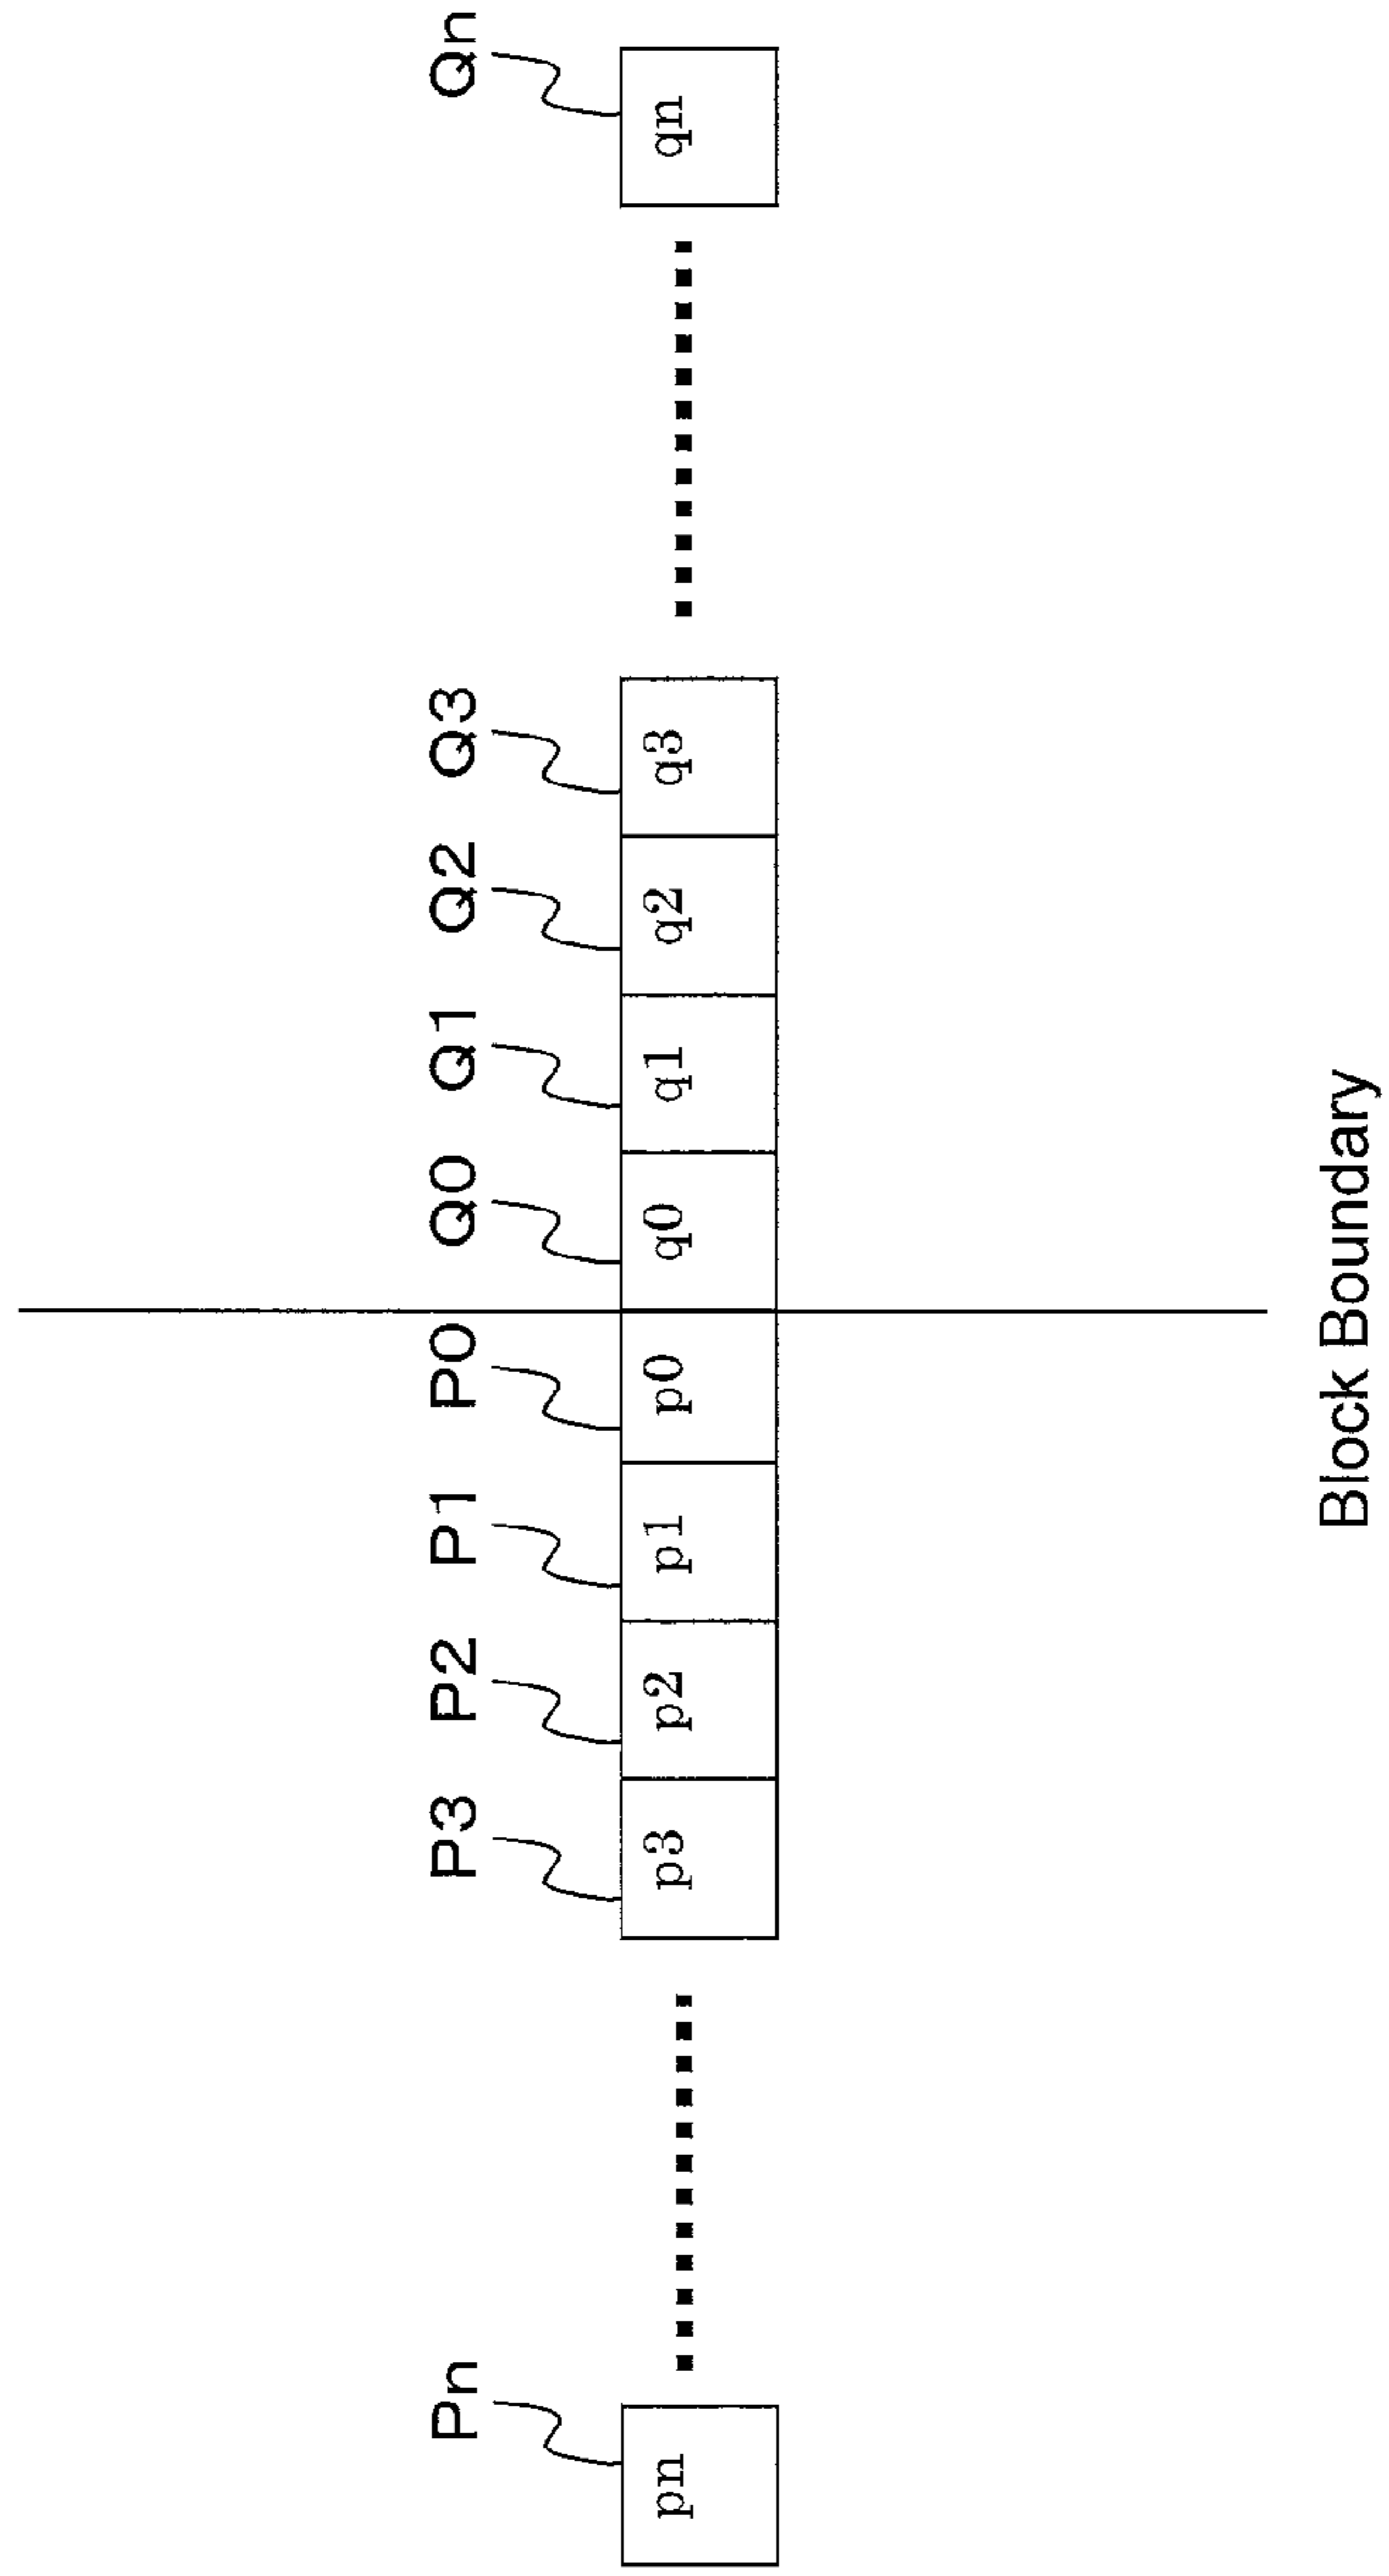 Pn P3 P2 P1 P0 Q0 Q1 Q2 Q3 Qn
pn p3 p2 p1 p0 q0 q1 q2 q3 qn
Block Boundary